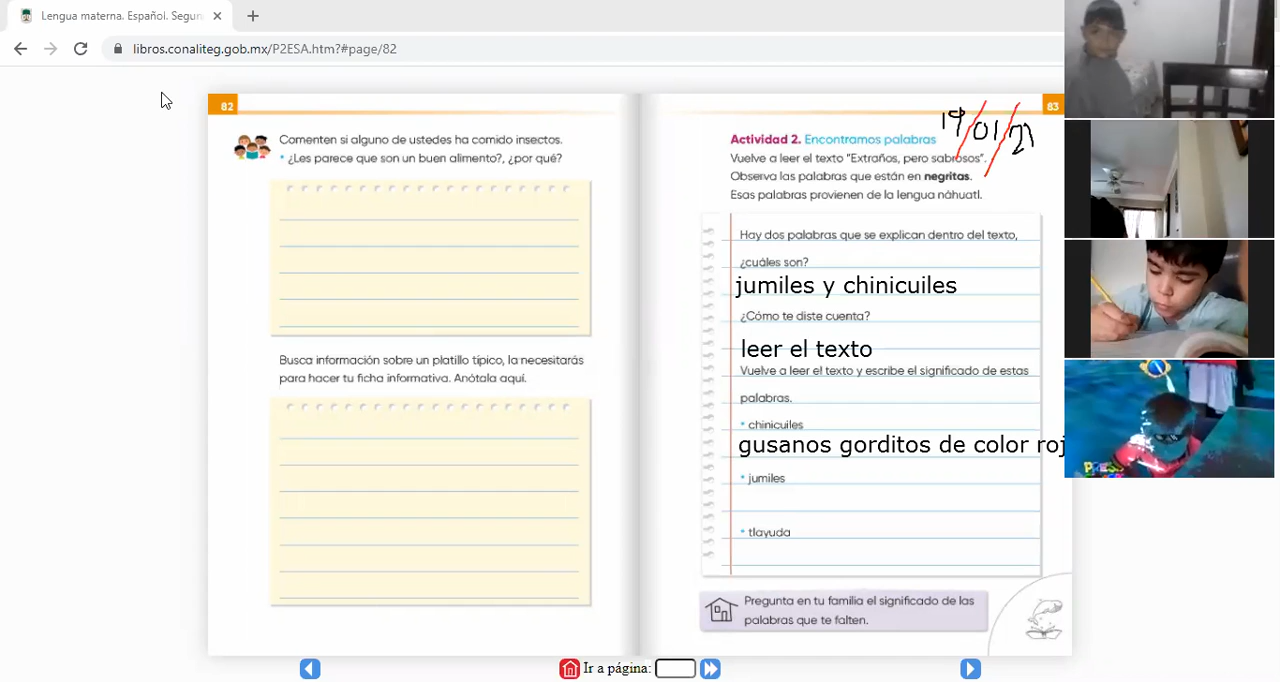 Lengua materna. Español. Segun
libros.conaliteg.gob.mx/P2ESA.htm?#page/82
82
Comenten si alguno de ustedes ha comido insectos.
• ¿Les parece que son un buen alimento?, ¿por qué?
Busca información sobre un platillo típico, la necesitarás
para hacer tu ficha informativa. Anótala aquí.
83
19/01/21
Actividad 2. Encontramos palabras
Vuelve a leer el texto "Extraños, pero sabrosos".
Observa las palabras que están en negritas.
Esas palabras provienen de la lengua náhuatl.
Hay dos palabras que se explican dentro del texto,
¿cuáles son?
jumiles y chinicuiles
¿Cómo te diste cuenta?
leer el texto
Vuelve a leer el texto y escribe el significado de estas
palabras.
• chinicuiles
gusanos gorditos de color roj
• jumiles
• tlayuda
Pregunta en tu familia el significado de las
palabras que te falten.
Ir a página: